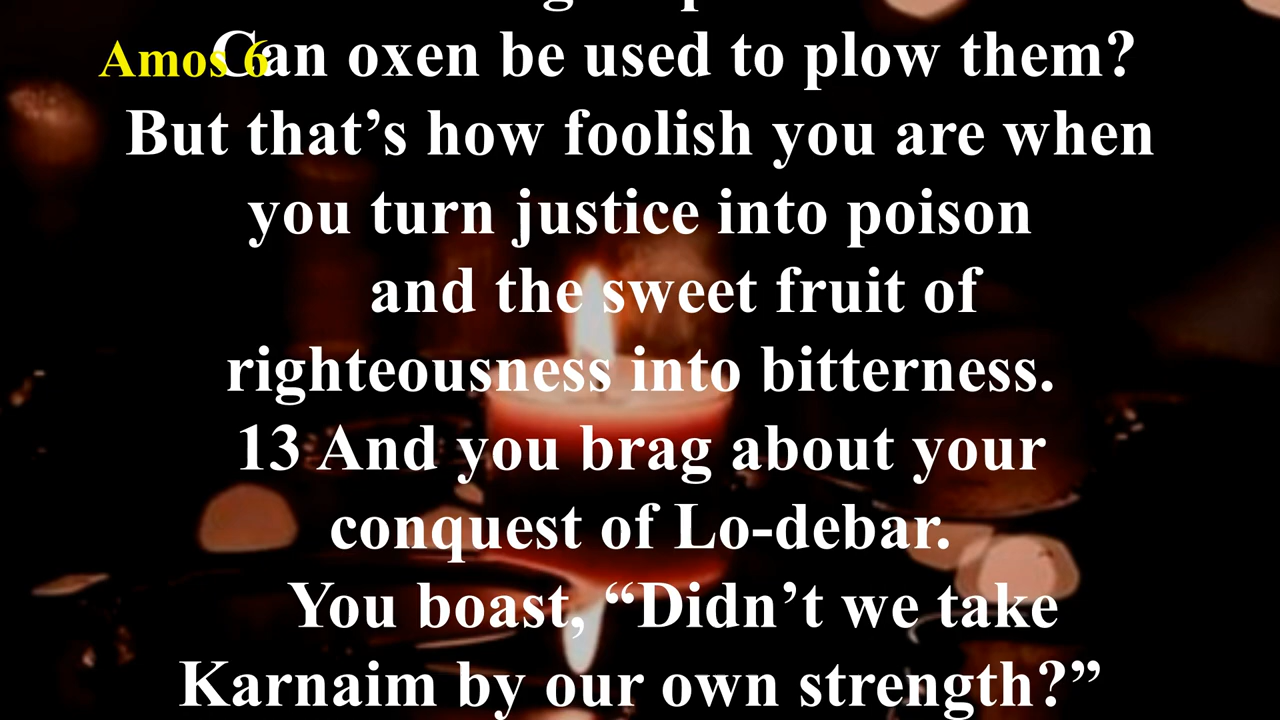 Amos 6
Can oxen be used to plow them?
But that’s how foolish you are when
you turn justice into poison
and the sweet fruit of
righteousness into bitterness.
13 And you brag about your
conquest of Lo-debar.
You boast, “Didn’t we take
Karnaim by our own strength?”